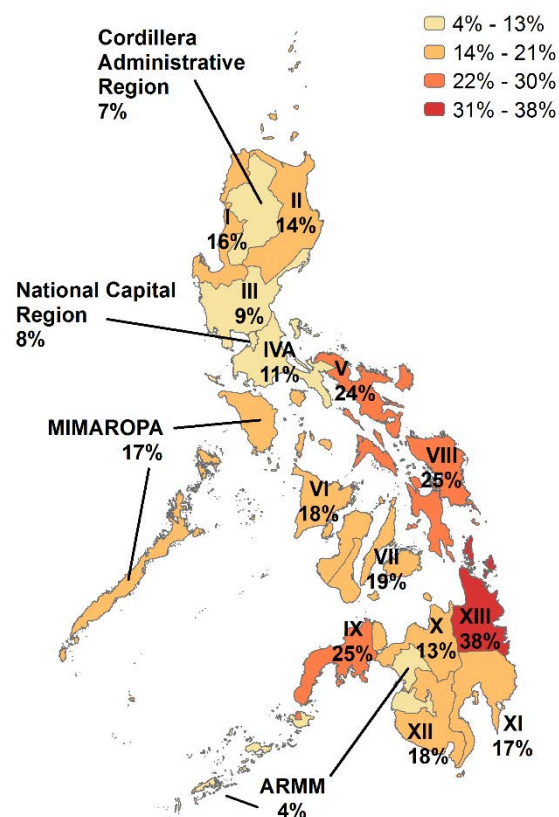 4% - 13%
14% - 21%
22% - 30%
31% - 38%
Cordillera
Administrative
Region
7%
II
14%
I
16%
III
9%
National Capital
Region
8%
IVA
11%
V
24%
MIMAROPA
17%
VIII
25%
VI
18%
VII
19%
XIII
38%
IX
25%
X
13%
XI
17%
XII
18%
ARMM
4%